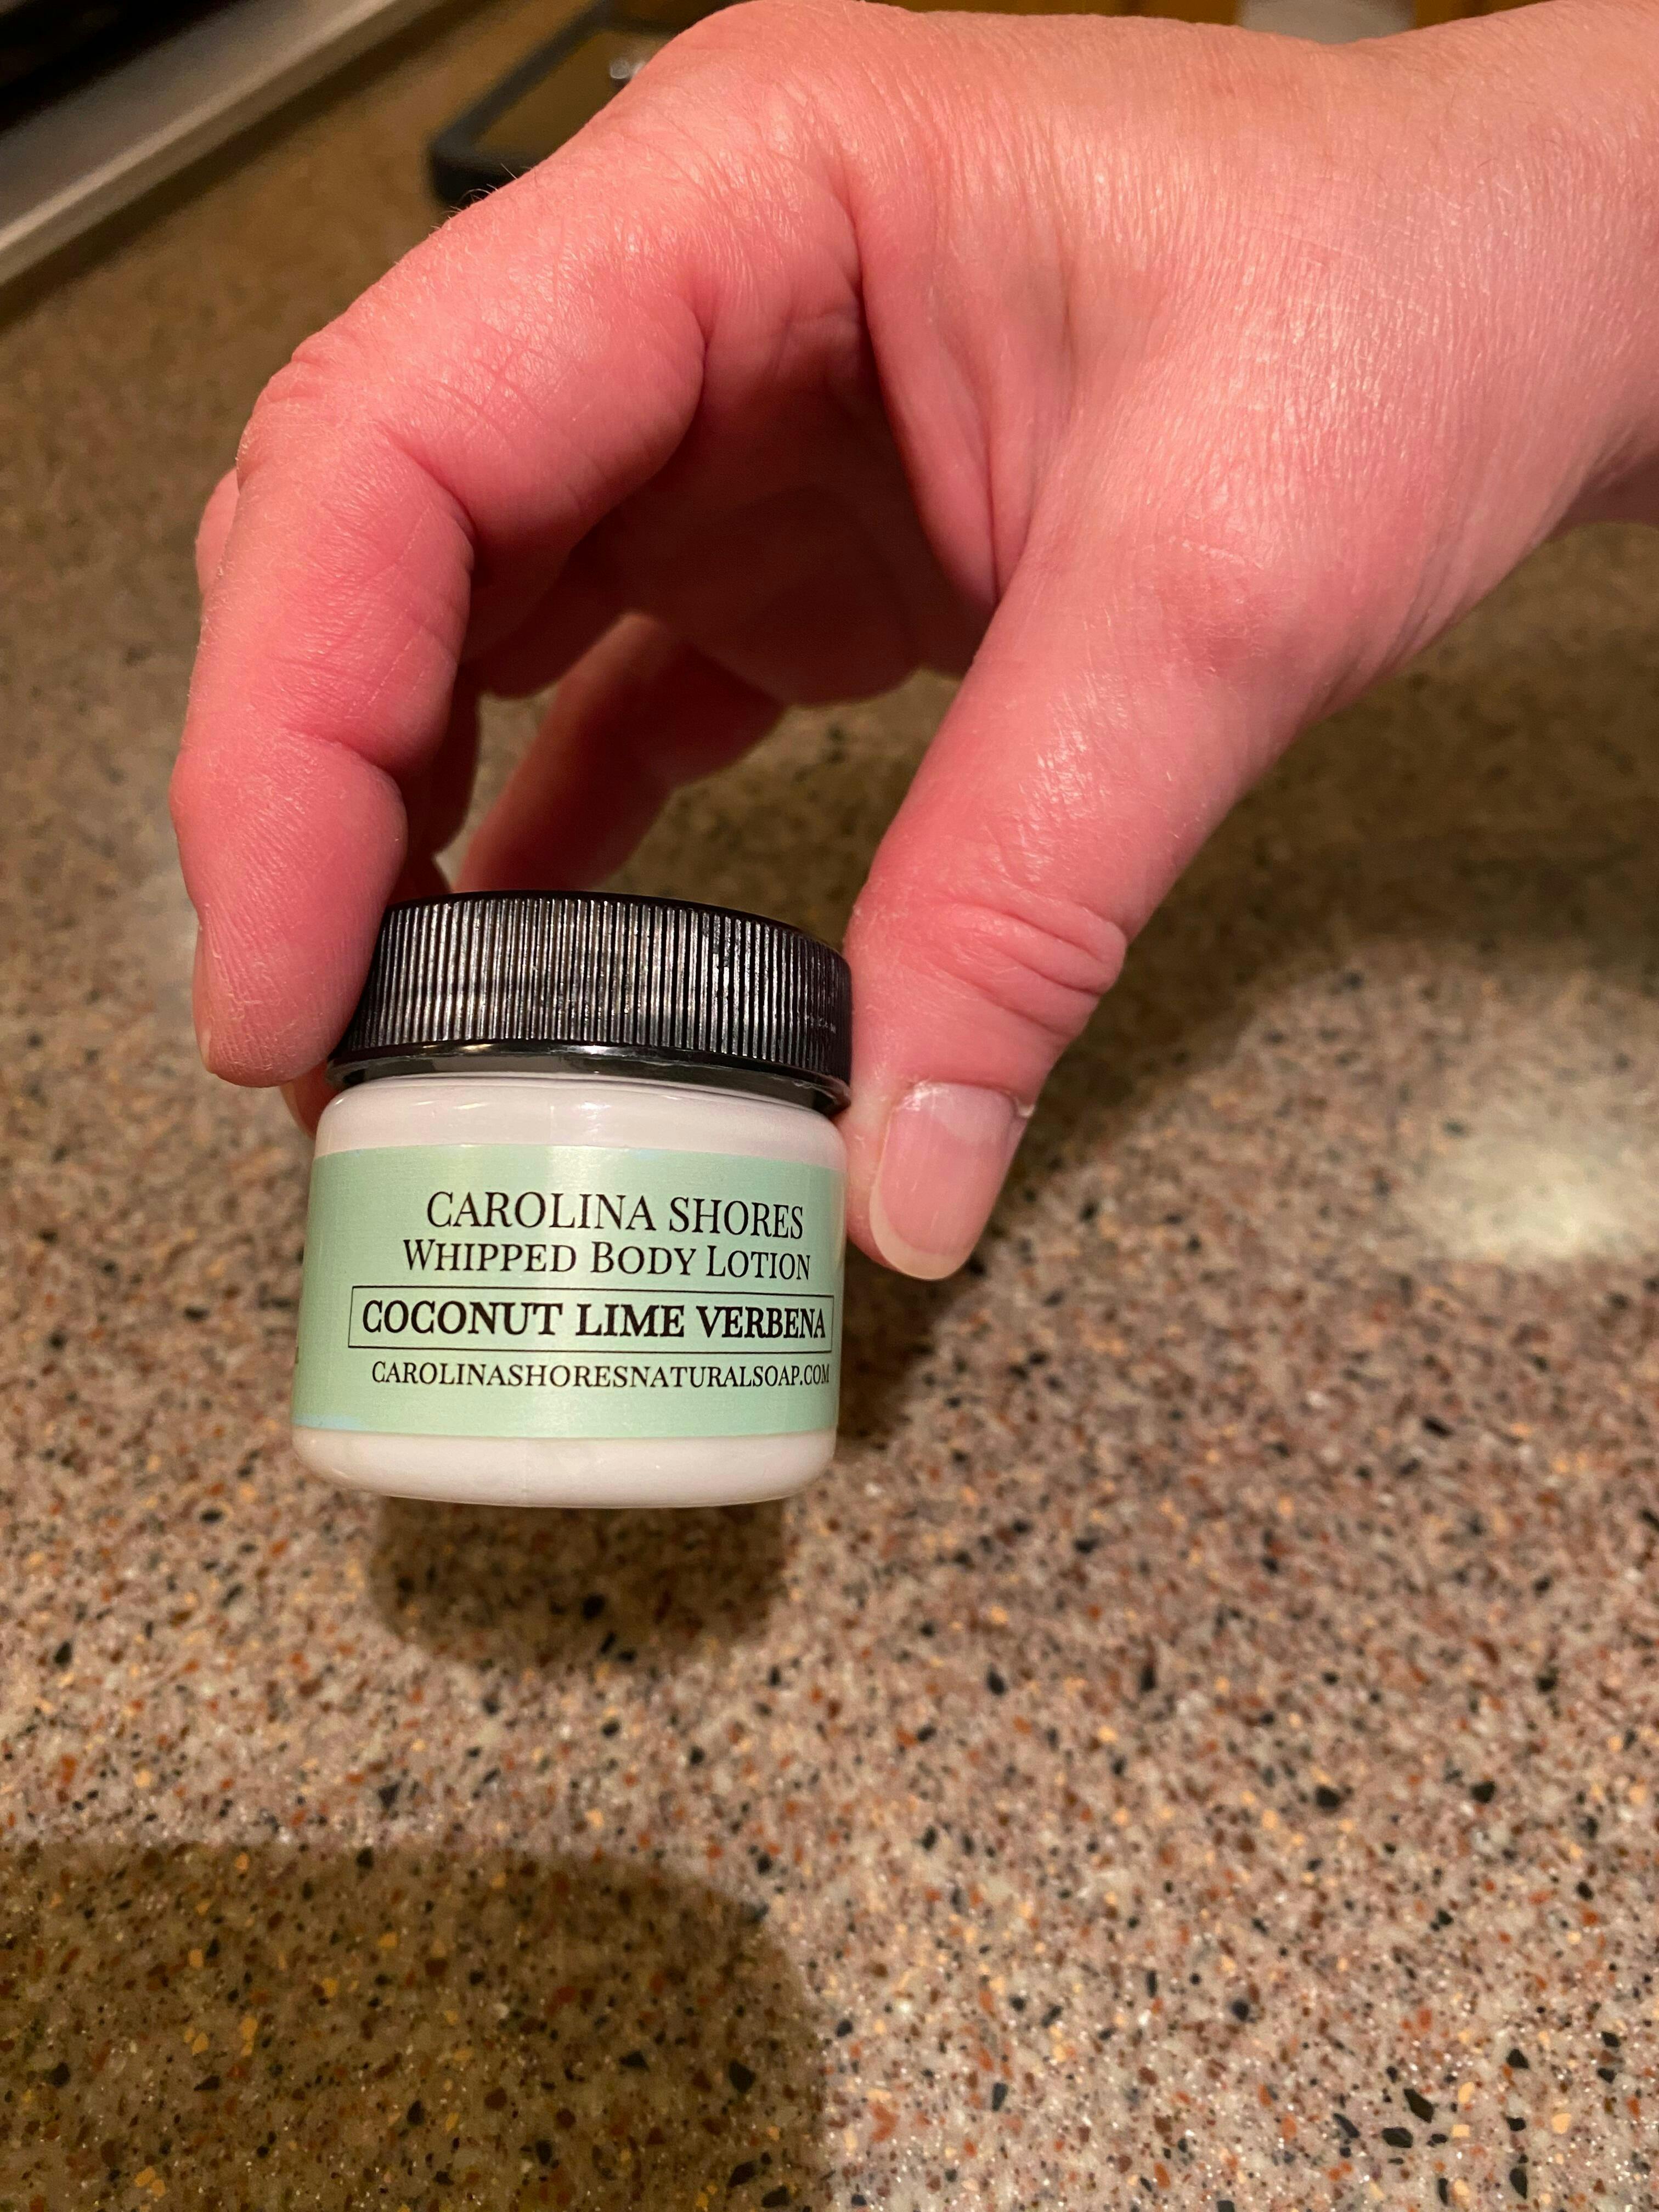 CAROLINA SHORES
WHIPPED BODY LOTION
COCONUT LIME VERBENA
CAROLINASHORESNATURALSOAP.COM